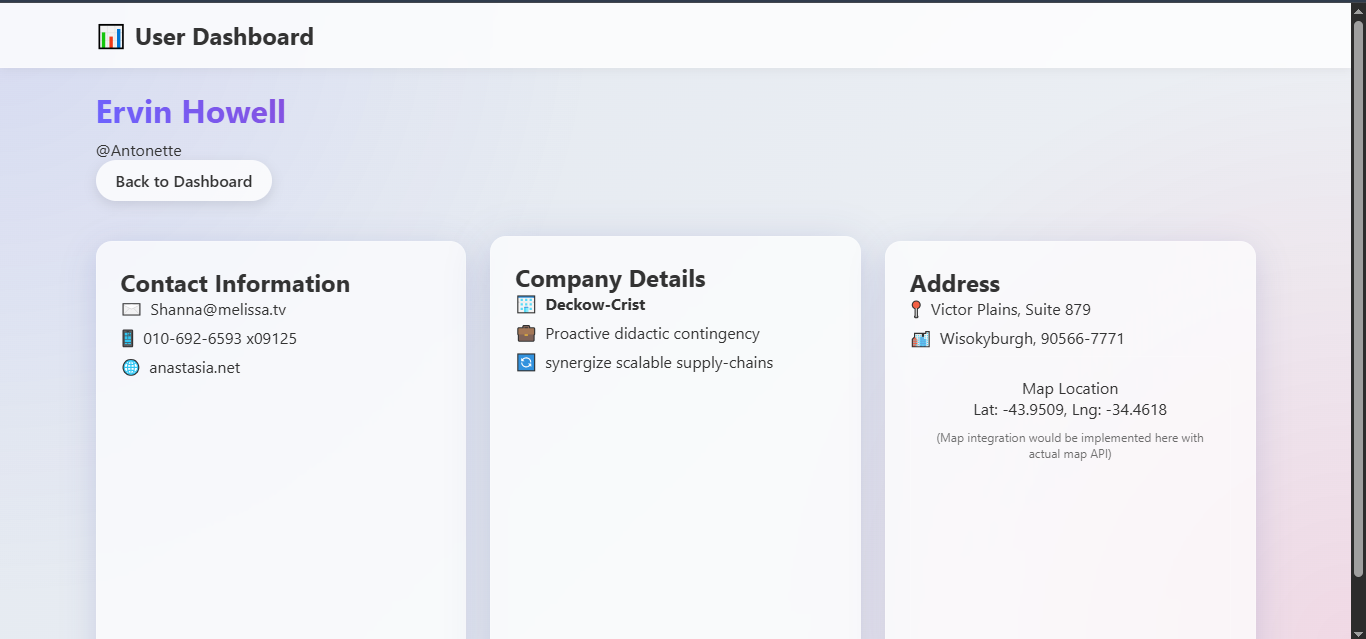 User Dashboard
Ervin Howell
@Antonette
Back to Dashboard
Contact Information
Shanna@melissa.tv
010-692-6593 x09125
anastasia.net
Company Details
Deckow-Crist
Proactive didactic contingency
synergize scalable supply-chains
Address
Victor Plains, Suite 879
Wisokyburgh, 90566-7771
Map Location
Lat: -43.9509, Lng: -34.4618
(Map integration would be implemented here with
actual map API)